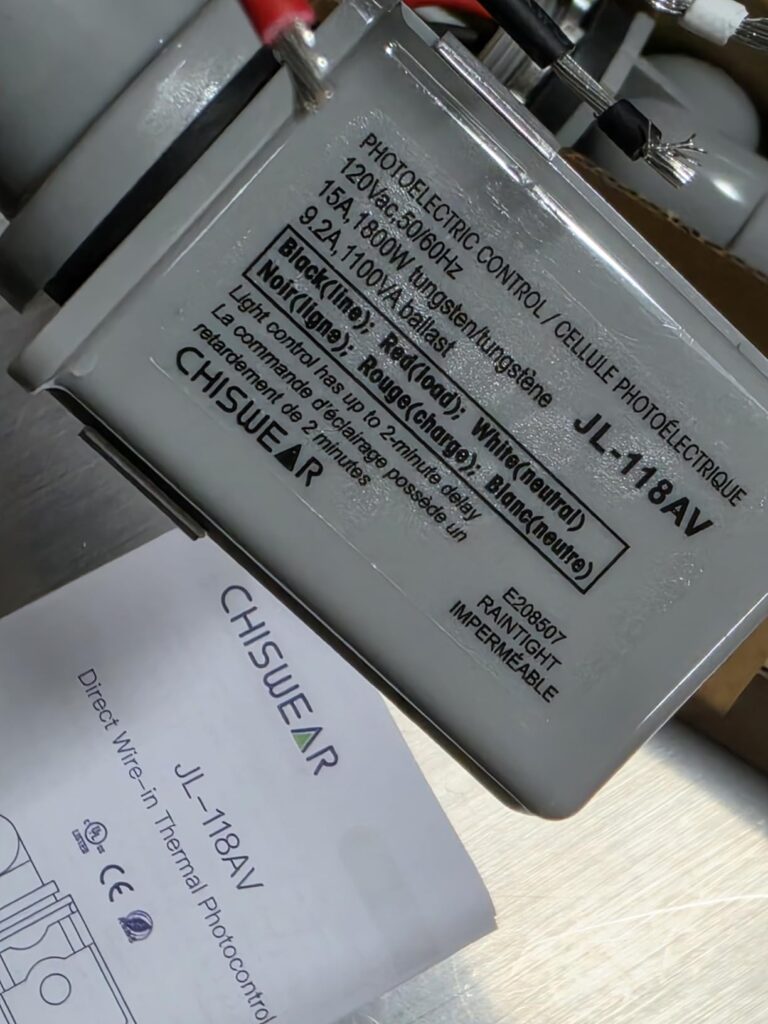 PHOTOELECTRIC CONTROL / CELLULE PHOTOÉLECTRIQUE
120Vac 50/60Hz
15A, 1800W tungsten/tungstène
9.2A, 1100VA ballast
JL-118AV
Black(line); Red(load); White(neutral)
Noir(ligne); Rouge(charge); Blanc(neutre)
Light control has up to 2-minute delay
La commande d'éclairage possède un
retardement de 2 minutes
CHISWEAR
E208507
RAINTIGHT
IMPERMÉABLE
CHISWEAR
JL-118AV
Direct Wire-in Thermal Photocontrol
UL
LISTED
CE